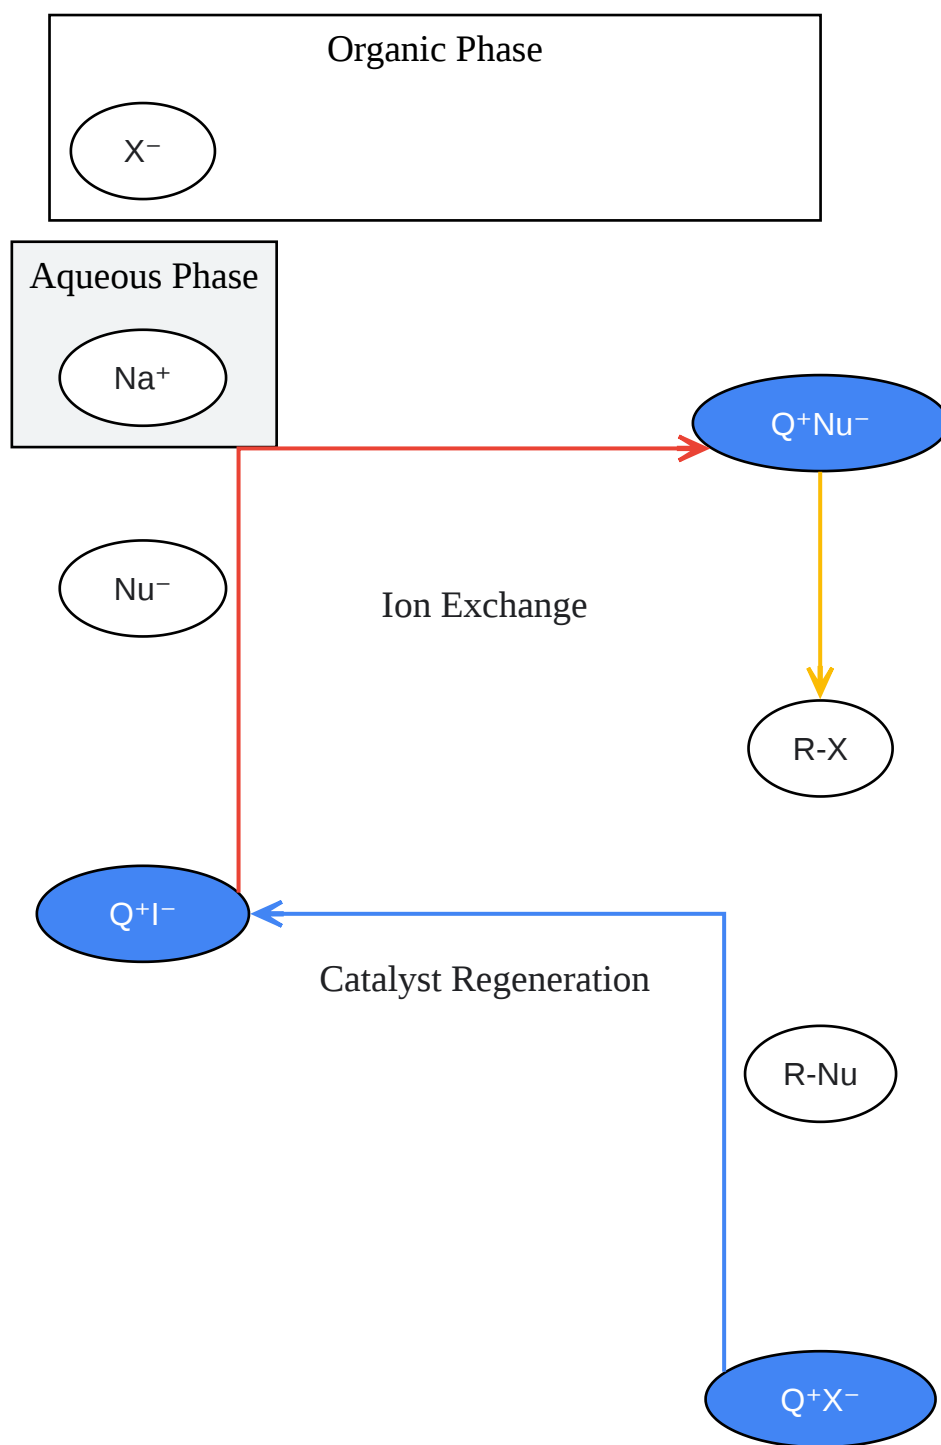 Organic Phase
X⁻
Aqueous Phase
Na⁺
Q⁺Nu⁻
Nu⁻
Ion Exchange
R-X
Q⁺I⁻
Catalyst Regeneration
R-Nu
Q⁺X⁻